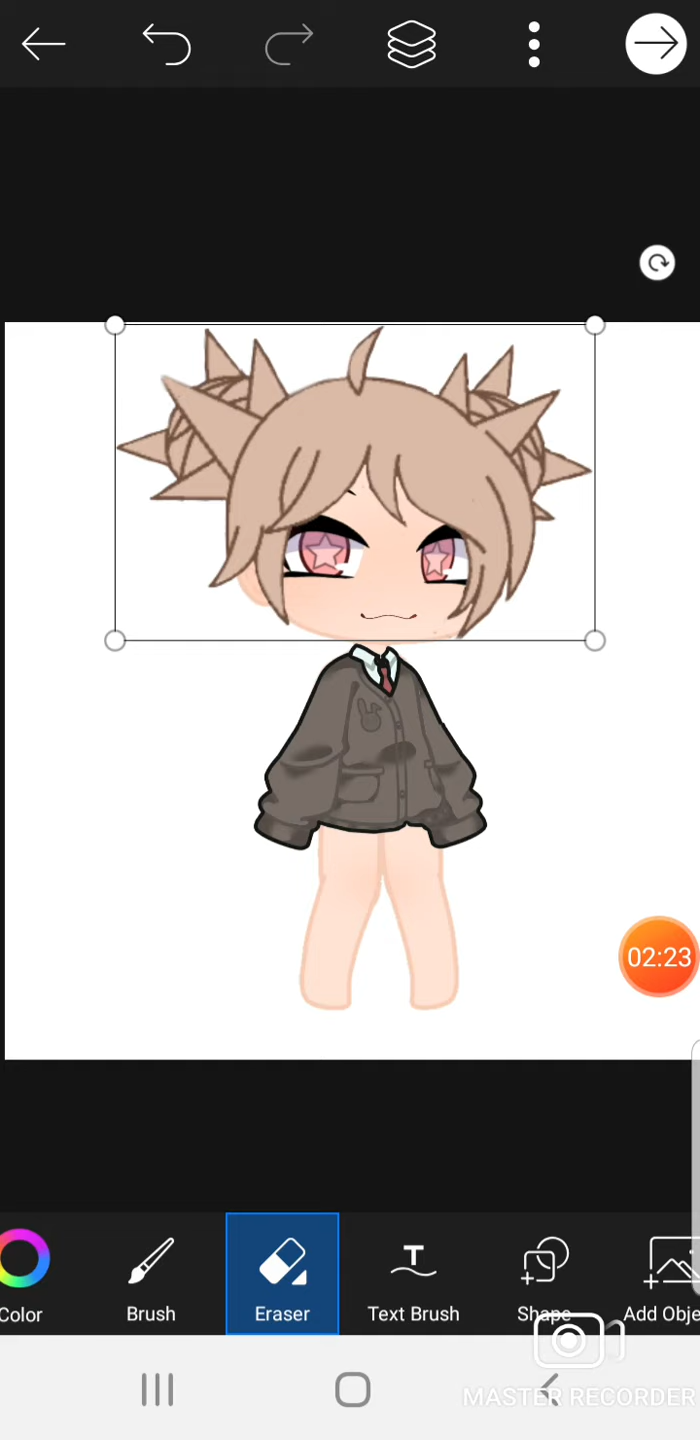 02:23
Color
Brush
Eraser
Text Brush
Shape
Add Obje
MASTER RECORDER